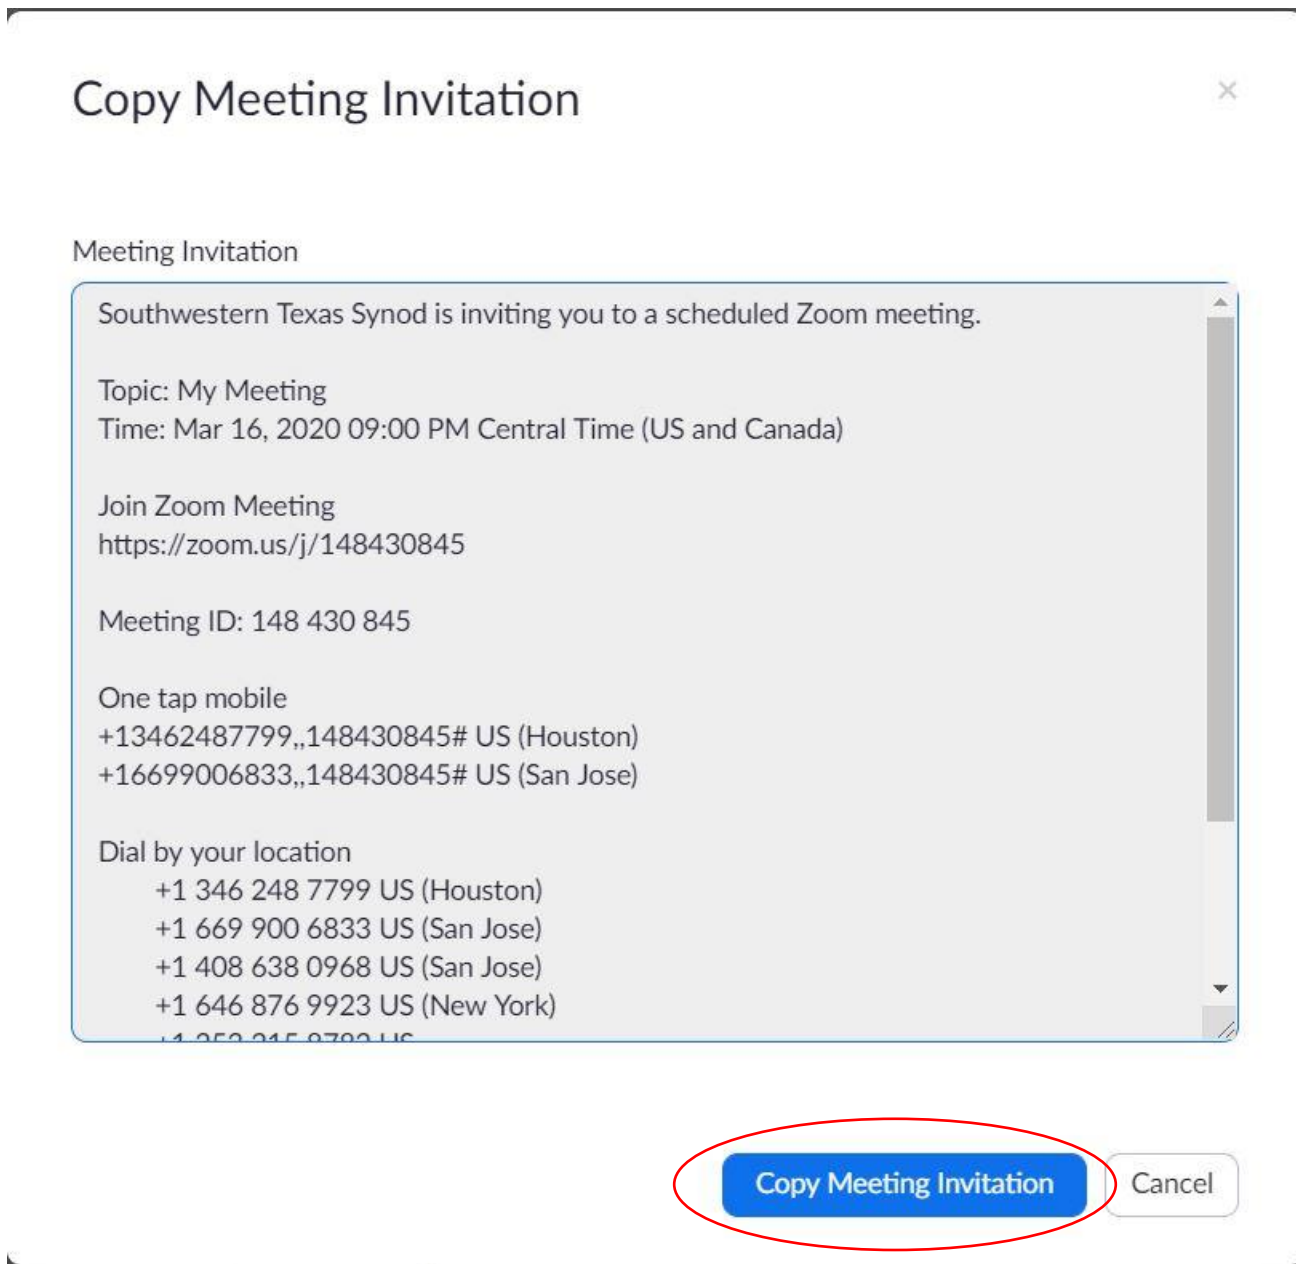 Copy Meeting Invitation
Meeting Invitation
Southwestern Texas Synod is inviting you to a scheduled Zoom meeting.
Topic: My Meeting
Time: Mar 16, 2020 09:00 PM Central Time (US and Canada)
Join Zoom Meeting
https://zoom.us/j/148430845
Meeting ID: 148 430 845
One tap mobile
+13462487799,,148430845# US (Houston)
+16699006833,,148430845# US (San Jose)
Dial by your location
+1 346 248 7799 US (Houston)
+1 669 900 6833 US (San Jose)
+1 408 638 0968 US (San Jose)
+1 646 876 9923 US (New York)
Copy Meeting Invitation
Cancel